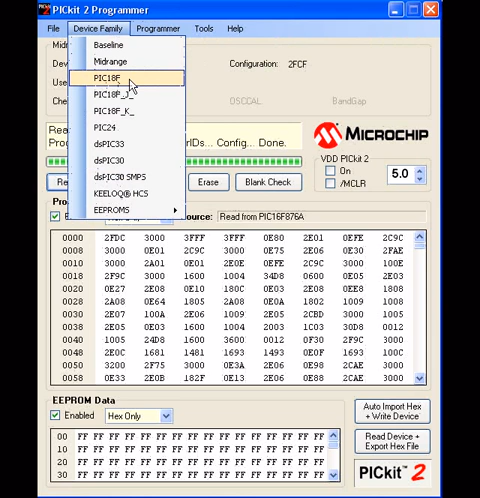 PICkit 2 Programmer
File Device Family Programmer Tools Help
Baseline
Midrange
PIC18F
PIC18F_J_
PIC18F_K_
PIC24
dsPIC33
dsPIC30
dsPIC30 SMPS
KEELOQ® HCS
EEPROMS
Configuration: 2FCF
OSCCAL BandGap
rIDs... Config... Done.
MICROCHIP
VDD PICkit 2
On
/MCLR
5.0
Erase Blank Check
Source: Read from PIC16F876A
0000 2FDC 3000 3FFF 3FFF 0E80 2E01 0EFE 2C9C
0008 3000 0E01 2C9C 3000 0E75 2E06 0E30 2FAE
0010 3000 2A01 0E01 2E10 0EFE 2C9C 3000 100E
0018 2F9C 3000 1600 1004 34D8 0600 0E05 2E03
0020 0E27 2E08 0E10 180C 0E03 2E02
0028 2A08 0E64 1805 2A08 0E0A 1802 1009 1008
0030 2E07 100A 2E06 1009 2E05 2CBD 3000 1003
0038 2E05 0E03 1600 2E04 2003 1C03 30D8 0012
0040 1005 24D8 1600 3600 0012 0F30 2F9C 3000
0048 2E0C 1681 1481 1693 1493 0E0F 1693 100C
0050 3200 2F75 3000 0E3A 2E06 0E98 2CAE 3000
0058 0E33 2E0B 182F 0E13 2E06 0E88 2CAE 3000
EEPROM Data
Enabled Hex Only
00 FF FF FF FF FF FF FF FF FF FF FF FF FF FF FF FF
10 FF FF FF FF FF FF FF FF FF FF FF FF FF FF FF FF
20 FF FF FF FF FF FF FF FF FF FF FF FF FF FF FF FF
30 FF FF FF FF FF FF FF FF FF FF FF FF FF FF FF FF
Auto Import Hex
+ Write Device
Read Device +
Export Hex File
PICkit™ 2